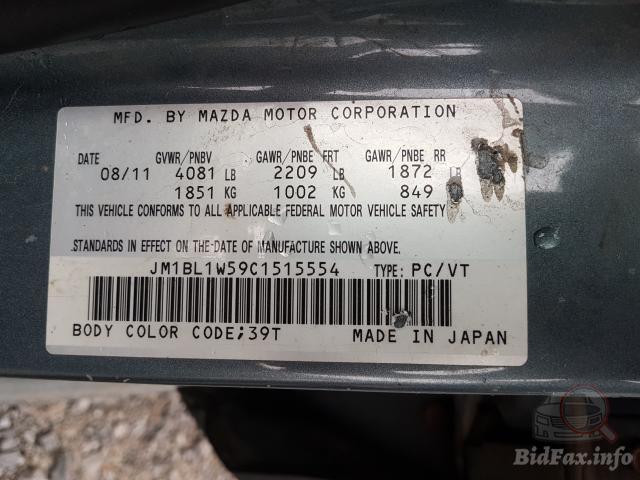 MFD. BY MAZDA MOTOR CORPORATION
DATE GVWR/PNBV GAWR/PNBE FRT GAWR/PNBE RR
08/11 4081 LB 2209 LB 1872 LB
1851 KG 1002 KG 849
THIS VEHICLE CONFORMS TO ALL APPLICABLE FEDERAL MOTOR VEHICLE SAFETY
STANDARDS IN EFFECT ON THE DATE OF MANUFACTURE SHOWN ABOVE.
JM1BL1W59C1515554 TYPE: PC/VT
BODY COLOR CODE;39T MADE IN JAPAN
BidFax.info